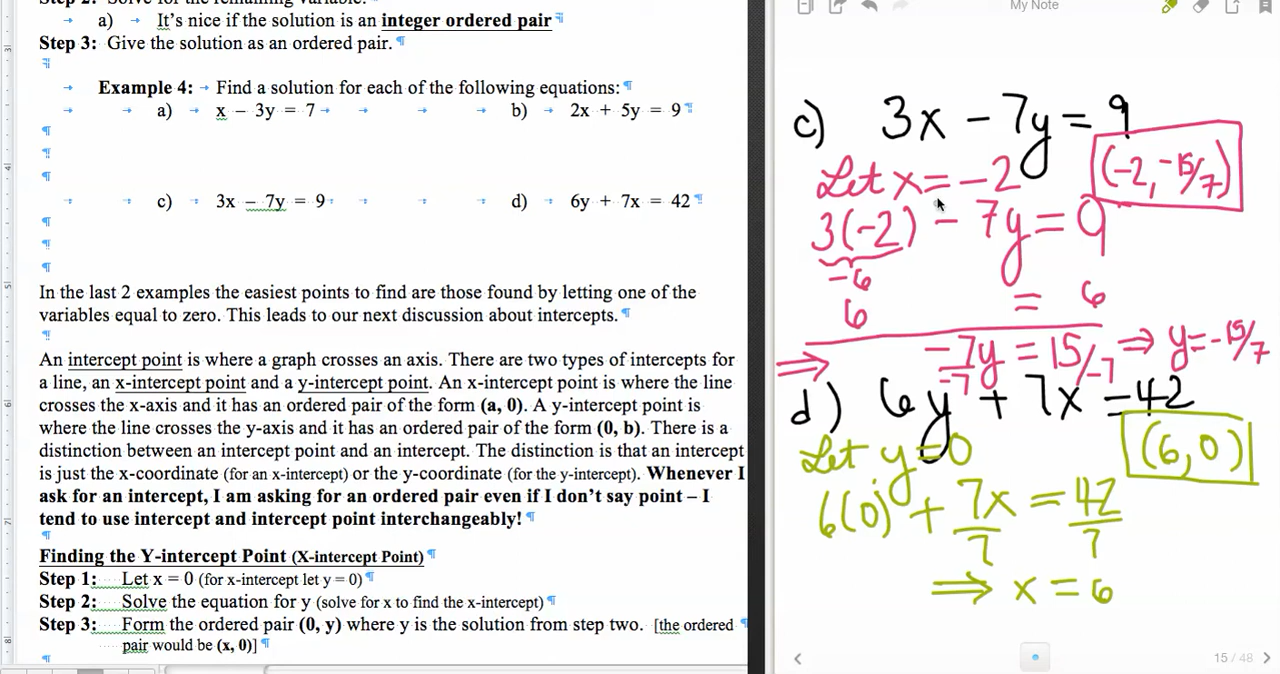 a) It's nice if the solution is an integer ordered pair
Step 3: Give the solution as an ordered pair.
Example 4: Find a solution for each of the following equations:
a) x – 3y = 7 b) 2x + 5y = 9
c) 3x – 7y = 9 d) 6y + 7x = 42
In the last 2 examples the easiest points to find are those found by letting one of the
variables equal to zero. This leads to our next discussion about intercepts.
An intercept point is where a graph crosses an axis. There are two types of intercepts for
a line, an x-intercept point and a y-intercept point. An x-intercept point is where the line
crosses the x-axis and it has an ordered pair of the form (a, 0). A y-intercept point is
where the line crosses the y-axis and it has an ordered pair of the form (0, b). There is a
distinction between an intercept point and an intercept. The distinction is that an intercept
is just the x-coordinate (for an x-intercept) or the y-coordinate (for the y-intercept). Whenever I
ask for an intercept, I am asking for an ordered pair even if I don't say point – I
tend to use intercept and intercept point interchangeably!
Finding the Y-intercept Point (X-intercept Point)
Step 1: Let x = 0 (for x-intercept let y = 0)
Step 2: Solve the equation for y (solve for x to find the x-intercept)
Step 3: Form the ordered pair (0, y) where y is the solution from step two. [the ordered
pair would be (x, 0)]
My Note
c) 3x - 7y = 9
Let x = -2 (-2, -15/7)
3(-2) - 7y = 9
-6
6 = 6
⇒ -7y = 15/-7 ⇒ y = -15/7
-7
d) 6y + 7x = 42
Let y = 0 (6, 0)
6(0) + 7x = 42
7 7
⇒ x = 6
15 / 48